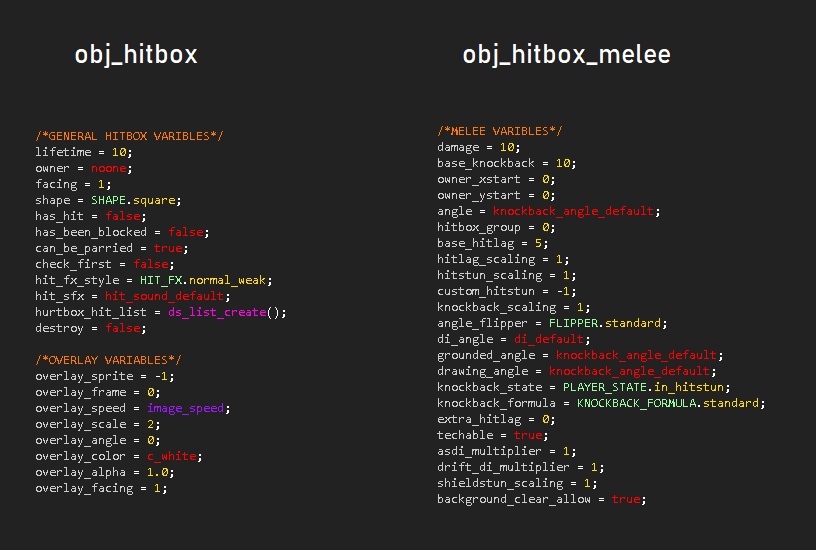 obj_hitbox
/*GENERAL HITBOX VARIBLES*/
lifetime = 10;
owner = noone;
facing = 1;
shape = SHAPE.square;
has_hit = false;
has_been_blocked = false;
can_be_parried = true;
check_first = false;
hit_fx_style = HIT_FX.normal_weak;
hit_sfx = hit_sound_default;
hurtbox_hit_list = ds_list_create();
destroy = false;
/*OVERLAY VARIABLES*/
overlay_sprite = -1;
overlay_frame = 0;
overlay_speed = image_speed;
overlay_scale = 2;
overlay_angle = 0;
overlay_color = c_white;
overlay_alpha = 1.0;
overlay_facing = 1;
obj_hitbox_melee
/*MELEE VARIBLES*/
damage = 10;
base_knockback = 10;
owner_xstart = 0;
owner_ystart = 0;
angle = knockback_angle_default;
hitbox_group = 0;
base_hitlag = 5;
hitlag_scaling = 1;
hitstun_scaling = 1;
custom_hitstun = -1;
knockback_scaling = 1;
angle_flipper = FLIPPER.standard;
di_angle = di_default;
grounded_angle = knockback_angle_default;
drawing_angle = knockback_angle_default;
knockback_state = PLAYER_STATE.in_hitstun;
knockback_formula = KNOCKBACK_FORMULA.standard;
extra_hitlag = 0;
techable = true;
asdi_multiplier = 1;
drift_di_multiplier = 1;
shieldstun_scaling = 1;
background_clear_allow = true;